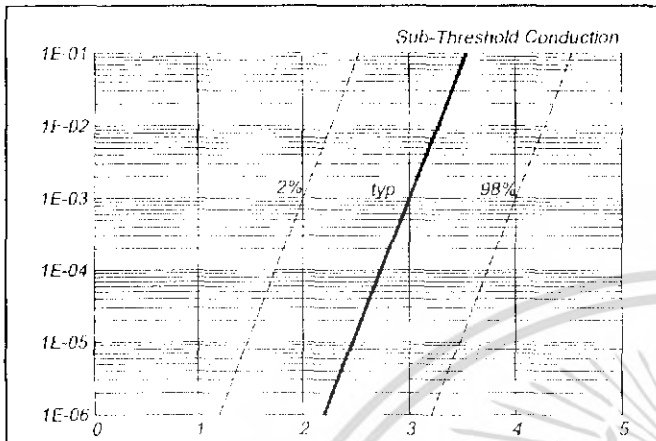 Sub-Threshold Conduction
1E-01
1E-02
2% typ 98%
1E-03
1E-04
1E-05
1E-06
0 1 2 3 4 5